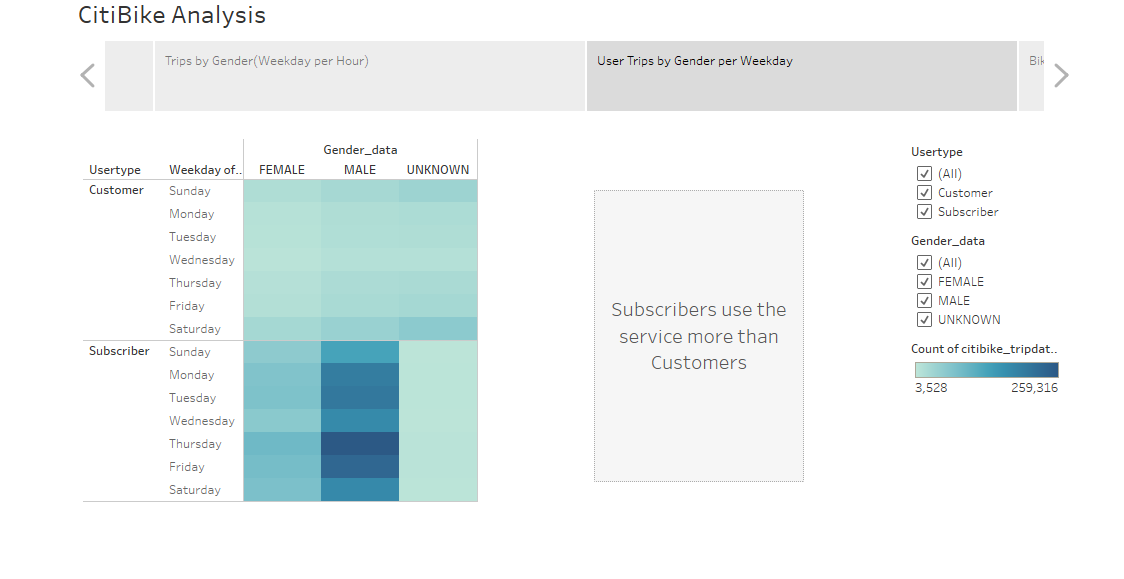 CitiBike Analysis
Trips by Gender(Weekday per Hour)
User Trips by Gender per Weekday
Bik
Gender_data
Usertype Weekday of.. FEMALE MALE UNKNOWN
Customer Sunday
Monday
Tuesday
Wednesday
Thursday
Friday
Saturday
Subscriber Sunday
Monday
Tuesday
Wednesday
Thursday
Friday
Saturday
Subscribers use the
service more than
Customers
Usertype
(All)
Customer
Subscriber
Gender_data
(All)
FEMALE
MALE
UNKNOWN
Count of citibike_tripdat..
3,528 259,316